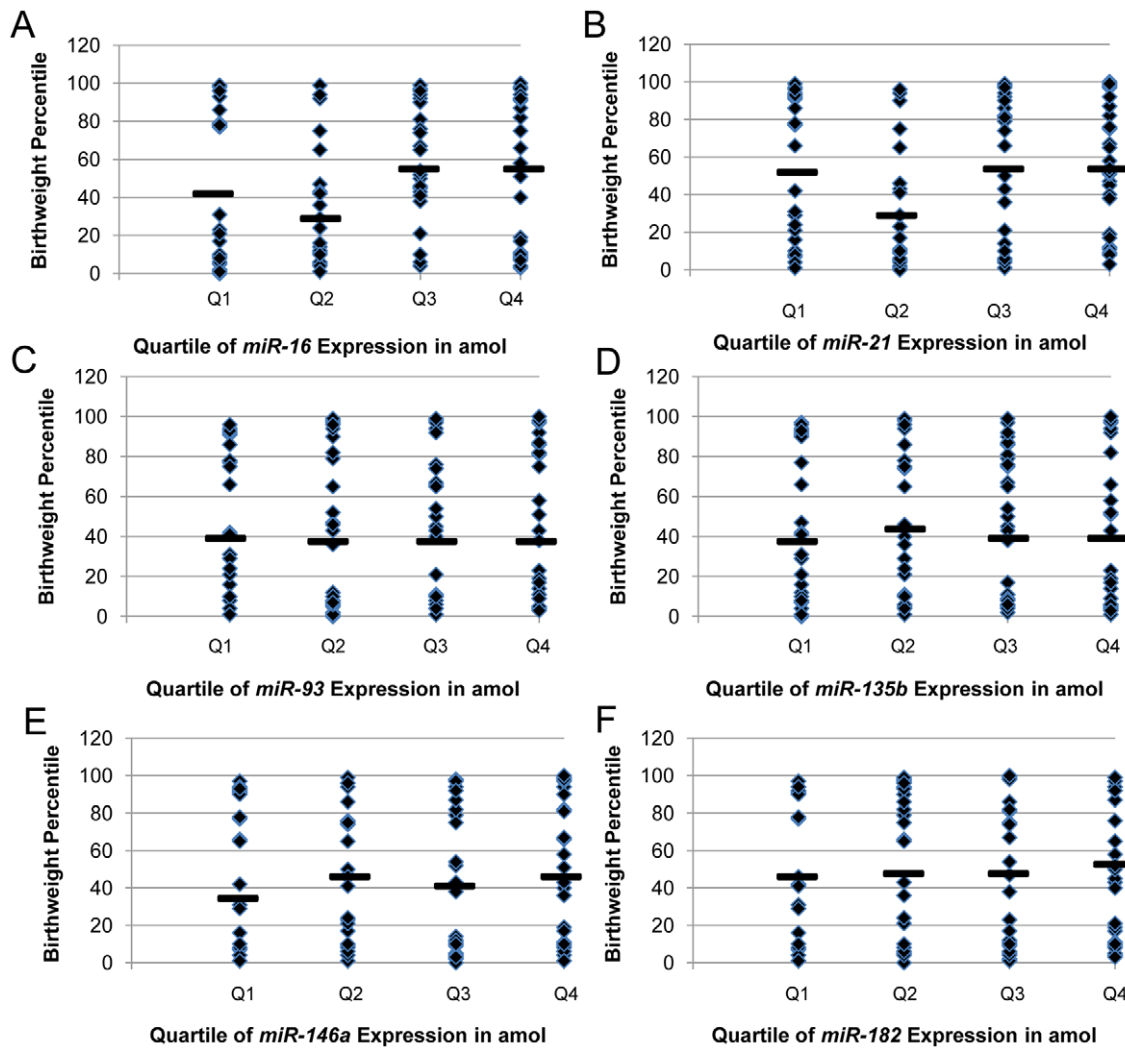 A
120
100
80
60
40
20
0
Birthweight Percentile
Q1 Q2 Q3 Q4
Quartile of miR-16 Expression in amol
B
120
100
80
60
40
20
0
Birthweight Percentile
Q1 Q2 Q3 Q4
Quartile of miR-21 Expression in amol
C
120
100
80
60
40
20
0
Birthweight Percentile
Q1 Q2 Q3 Q4
Quartile of miR-93 Expression in amol
D
120
100
80
60
40
20
0
Birthweight Percentile
Q1 Q2 Q3 Q4
Quartile of miR-135b Expression in amol
E
120
100
80
60
40
20
0
Birthweight Percentile
Q1 Q2 Q3 Q4
Quartile of miR-146a Expression in amol
F
120
100
80
60
40
20
0
Birthweight Percentile
Q1 Q2 Q3 Q4
Quartile of miR-182 Expression in amol